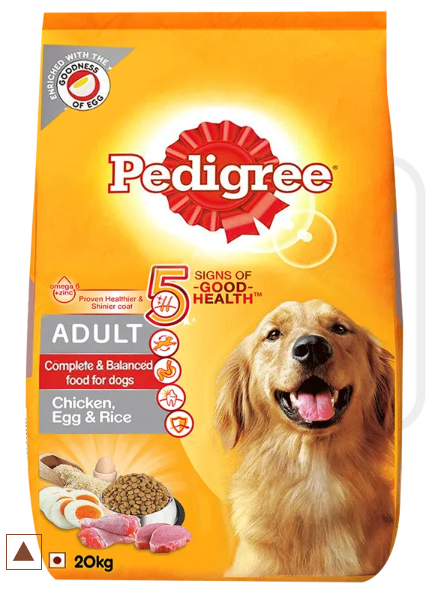 ENRICHED WITH THE
GOODNESS
OF EGG
Pedigree®
omega 6
+zinc
Proven Healthier &
Shinier coat
5 SIGNS OF
-GOOD-
HEALTH™
ADULT
Complete & Balanced
food for dogs
Chicken,
Egg & Rice
20kg